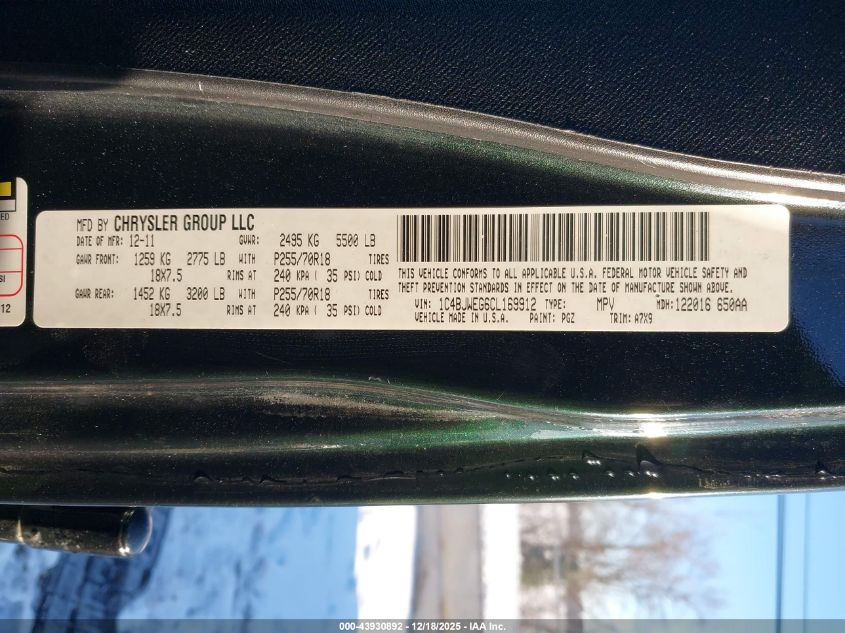 ED
SI
12
MFD BY CHRYSLER GROUP LLC
DATE OF MFR: 12-11 GVWR: 2495 KG 5500 LB
GAWR FRONT: 1259 KG 2775 LB WITH P255/70R18 TIRES
18X7.5 RIMS AT 240 KPA ( 35 PSI) COLD
GAWR REAR: 1452 KG 3200 LB WITH P255/70R18 TIRES
18X7.5 RIMS AT 240 KPA ( 35 PSI) COLD
THIS VEHICLE CONFORMS TO ALL APPLICABLE U.S.A. FEDERAL MOTOR VEHICLE SAFETY AND
THEFT PREVENTION STANDARDS IN EFFECT ON THE DATE OF MANUFACTURE SHOWN ABOVE.
VIN: 1C4BJWEG6CL169912 TYPE: MPV MDH: 122016 650AA
VEHICLE MADE IN U.S.A. PAINT: PGZ TRIM: A7X9
000-43930892 - 12/18/2025 - IAA Inc.